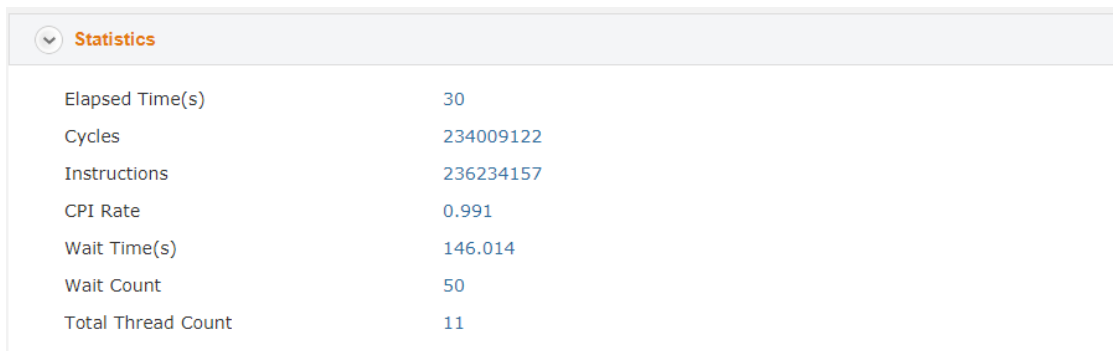 Statistics
Elapsed Time(s) 30
Cycles 234009122
Instructions 236234157
CPI Rate 0.991
Wait Time(s) 146.014
Wait Count 50
Total Thread Count 11